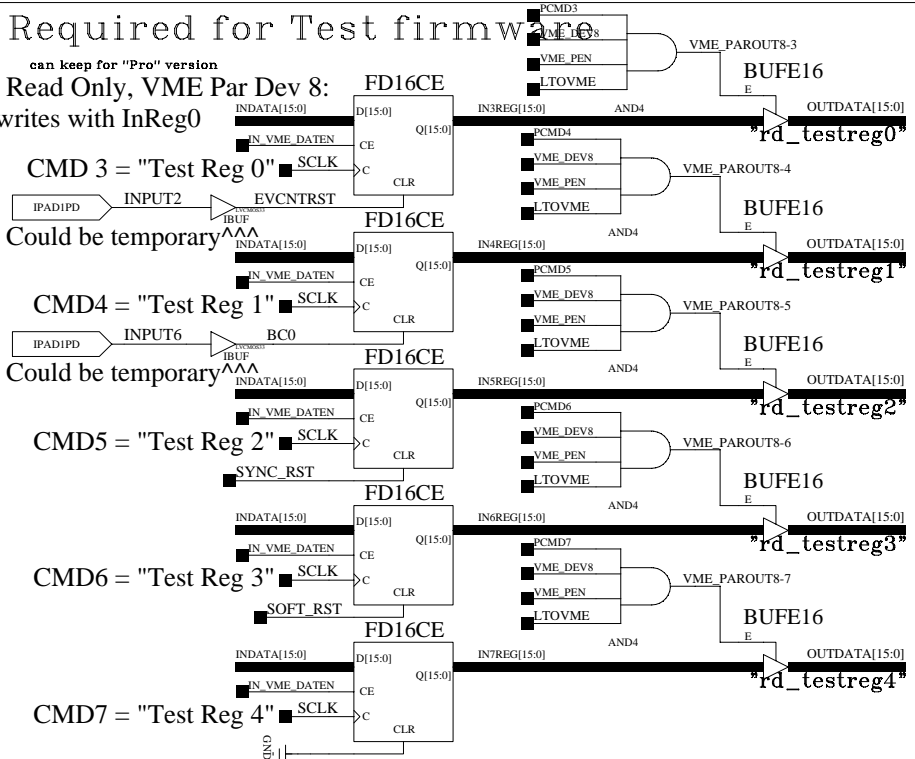 Required for Test firmware
can keep for "Pro" version
Read Only, VME Par Dev 8:
writes with InReg0
PCMD3
VME_DEV8
VME_PEN
LTOVME
VME_PAROUT8-3
AND4
BUFE16
E
OUTDATA[15:0]
"rd_testreg0"
FD16CE
INDATA[15:0]
D[15:0]
Q[15:0]
IN3REG[15:0]
IN_VME_DATEN
CE
CMD 3 = "Test Reg 0"
SCLK
C
CLR
IPAD1PD
INPUT2
EVCNTRST
LVCMOS33
IBUF
Could be temporary^^^
PCMD4
VME_DEV8
VME_PEN
LTOVME
VME_PAROUT8-4
AND4
BUFE16
E
OUTDATA[15:0]
"rd_testreg1"
FD16CE
INDATA[15:0]
D[15:0]
Q[15:0]
IN4REG[15:0]
IN_VME_DATEN
CE
CMD4 = "Test Reg 1"
SCLK
C
CLR
IPAD1PD
INPUT6
BC0
LVCMOS33
IBUF
Could be temporary^^^
PCMD5
VME_DEV8
VME_PEN
LTOVME
VME_PAROUT8-5
AND4
BUFE16
E
OUTDATA[15:0]
"rd_testreg2"
FD16CE
INDATA[15:0]
D[15:0]
Q[15:0]
IN5REG[15:0]
IN_VME_DATEN
CE
CMD5 = "Test Reg 2"
SCLK
C
CLR
SYNC_RST
PCMD6
VME_DEV8
VME_PEN
LTOVME
VME_PAROUT8-6
AND4
BUFE16
E
OUTDATA[15:0]
"rd_testreg3"
FD16CE
INDATA[15:0]
D[15:0]
Q[15:0]
IN6REG[15:0]
IN_VME_DATEN
CE
CMD6 = "Test Reg 3"
SCLK
C
CLR
SOFT_RST
PCMD7
VME_DEV8
VME_PEN
LTOVME
VME_PAROUT8-7
AND4
BUFE16
E
OUTDATA[15:0]
"rd_testreg4"
FD16CE
INDATA[15:0]
D[15:0]
Q[15:0]
IN7REG[15:0]
IN_VME_DATEN
CE
CMD7 = "Test Reg 4"
SCLK
C
CLR
GND